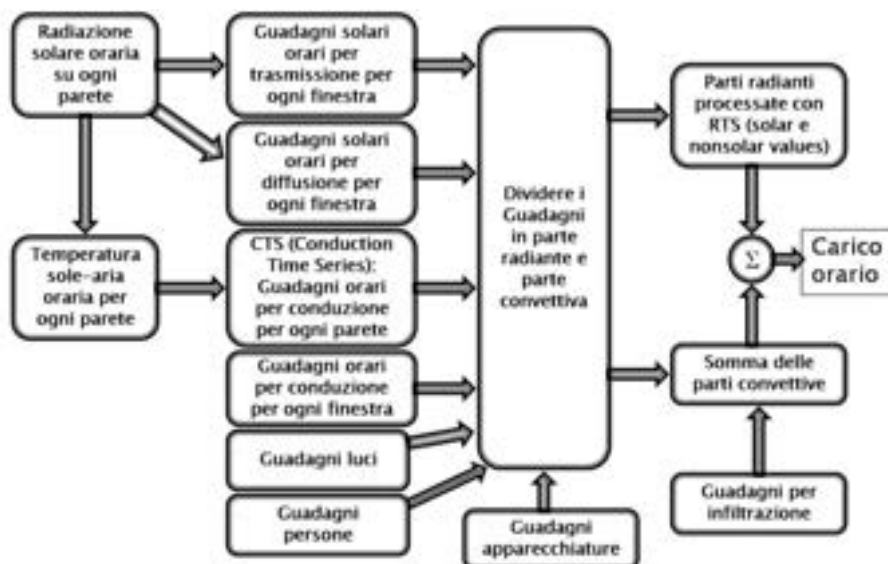 Radiazione
solare oraria
su ogni
parete
Guadagni solari
orari per
trasmissione per
ogni finestra
Guadagni solari
orari per
diffusione per
ogni finestra
Temperatura
sole-aria
oraria per
ogni parete
CTS (Conduction
Time Series):
Guadagni orari
per conduzione
per ogni parete
Guadagni orari
per conduzione
per ogni finestra
Guadagni luci
Guadagni
persone
Dividere i
Guadagni
in parte
radiante e
parte
convettiva
Guadagni
apparecchiature
Parti radianti
processate con
RTS (solar e
nonsolar values)
Σ
Carico
orario
Somma delle
parti convettive
Guadagni per
infiltrazione